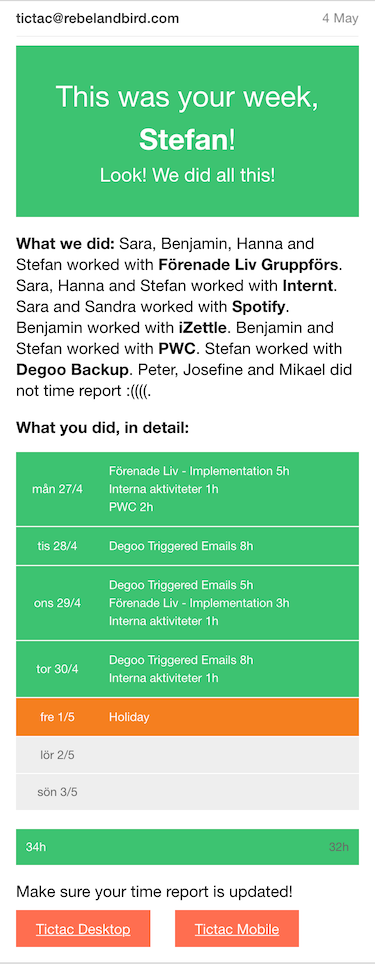 tictac@rebelandbird.com 4 May
This was your week,
Stefan!
Look! We did all this!
What we did: Sara, Benjamin, Hanna and
Stefan worked with Förenade Liv Gruppförs.
Sara, Hanna and Stefan worked with Internt.
Sara and Sandra worked with Spotify.
Benjamin worked with iZettle. Benjamin and
Stefan worked with PWC. Stefan worked with
Degoo Backup. Peter, Josefine and Mikael did
not time report :((((.
What you did, in detail:
mån 27/4
Förenade Liv - Implementation 5h
Interna aktiviteter 1h
PWC 2h
tis 28/4 Degoo Triggered Emails 8h
ons 29/4
Degoo Triggered Emails 5h
Förenade Liv - Implementation 3h
Interna aktiviteter 1h
tor 30/4
Degoo Triggered Emails 8h
Interna aktiviteter 1h
fre 1/5 Holiday
lör 2/5
sön 3/5
34h 32h
Make sure your time report is updated!
Tictac Desktop Tictac Mobile